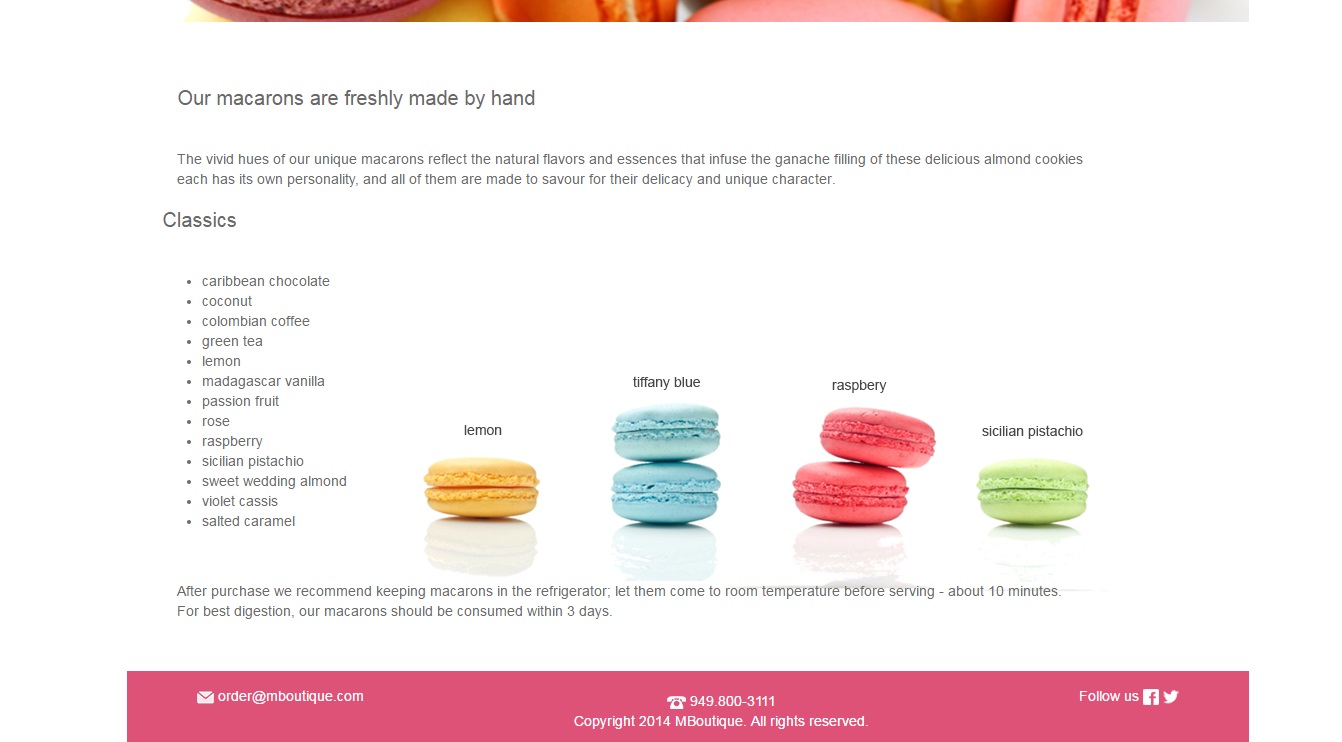 Our macarons are freshly made by hand
The vivid hues of our unique macarons reflect the natural flavors and essences that infuse the ganache filling of these delicious almond cookies
each has its own personality, and all of them are made to savour for their delicacy and unique character.
Classics
• caribbean chocolate
• coconut
• colombian coffee
• green tea
• lemon
• madagascar vanilla
• passion fruit
• rose
• raspberry
• sicilian pistachio
• sweet wedding almond
• violet cassis
• salted caramel
lemon
tiffany blue
raspbery
sicilian pistachio
After purchase we recommend keeping macarons in the refrigerator; let them come to room temperature before serving - about 10 minutes.
For best digestion, our macarons should be consumed within 3 days.
order@mboutique.com
949.800-3111
Copyright 2014 MBoutique. All rights reserved.
Follow us